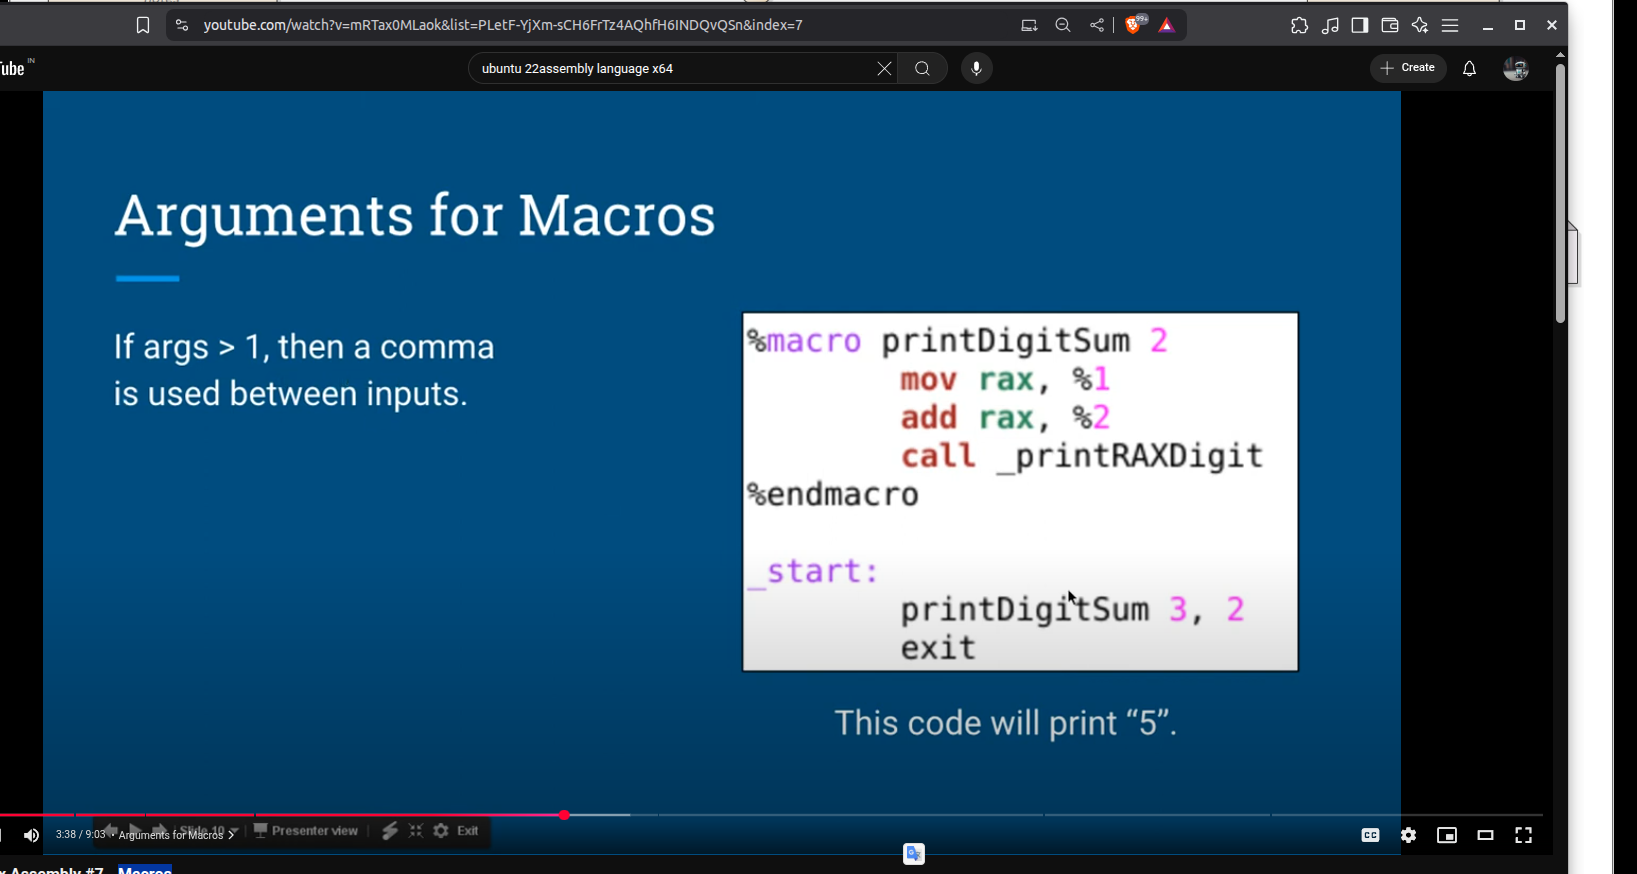 youtube.com/watch?v=mRTax0MLaok&list=PLetF-YjXm-sCH6FrTz4AQhfH6INDQvQSn&index=7
99+
Tube IN
ubuntu 22assembly language x64
Create
Arguments for Macros
If args > 1, then a comma
is used between inputs.
%macro printDigitSum 2
mov rax, %1
add rax, %2
call _printRAXDigit
%endmacro
_start:
printDigitSum 3, 2
exit
This code will print “5”.
3:38 / 9:03 • Arguments for Macros
Slide 10
Presenter view
Exit
CC
x Assembly #7 Macros